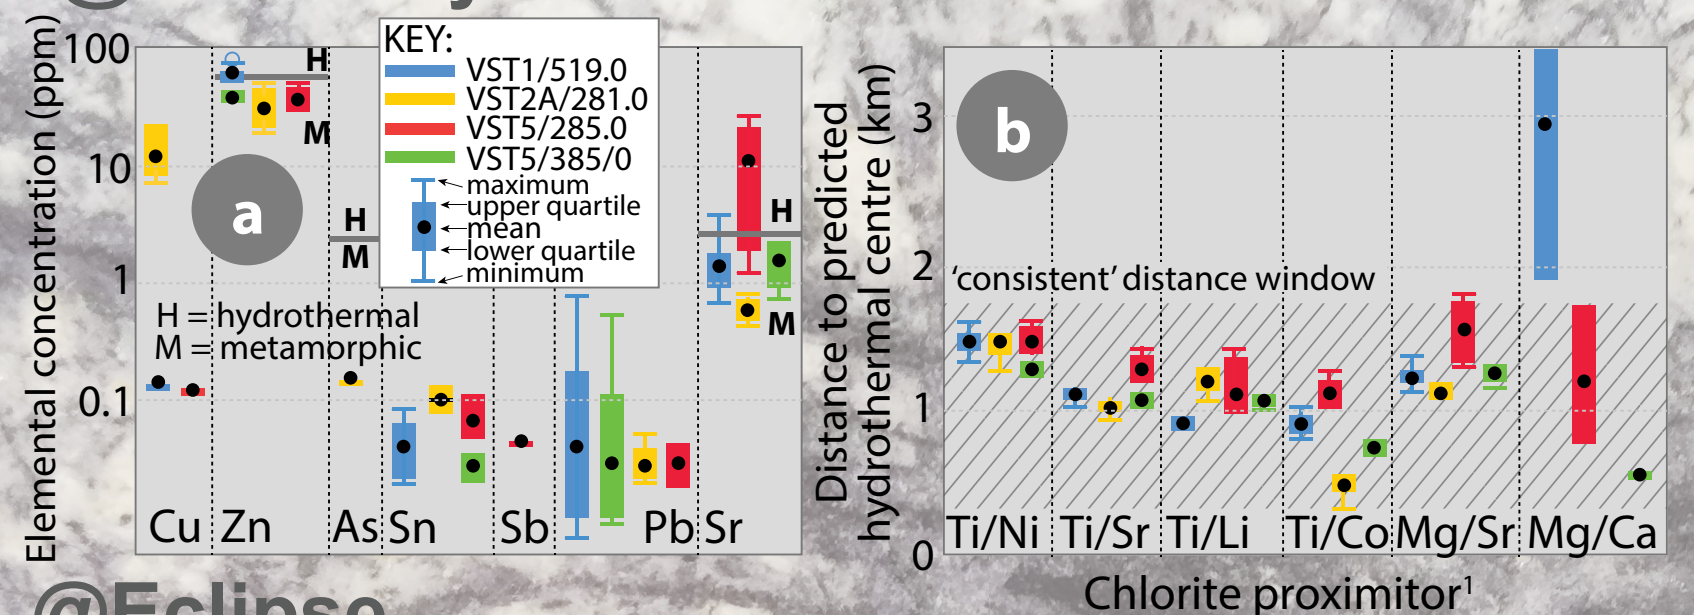 Elemental concentration (ppm)
100
10
1
0.1
H
M
a
H
M
H = hydrothermal
M = metamorphic
KEY:
VST1/519.0
VST2A/281.0
VST5/285.0
VST5/385/0
maximum
upper quartile
mean
lower quartile
minimum
H
M
Cu Zn As Sn Sb Pb Sr
Distance to predicted
hydrothermal centre (km)
3
2
1
0
b
'consistent' distance window
Ti/Ni Ti/Sr Ti/Li Ti/Co Mg/Sr Mg/Ca
Chlorite proximitor¹
@Eclipse